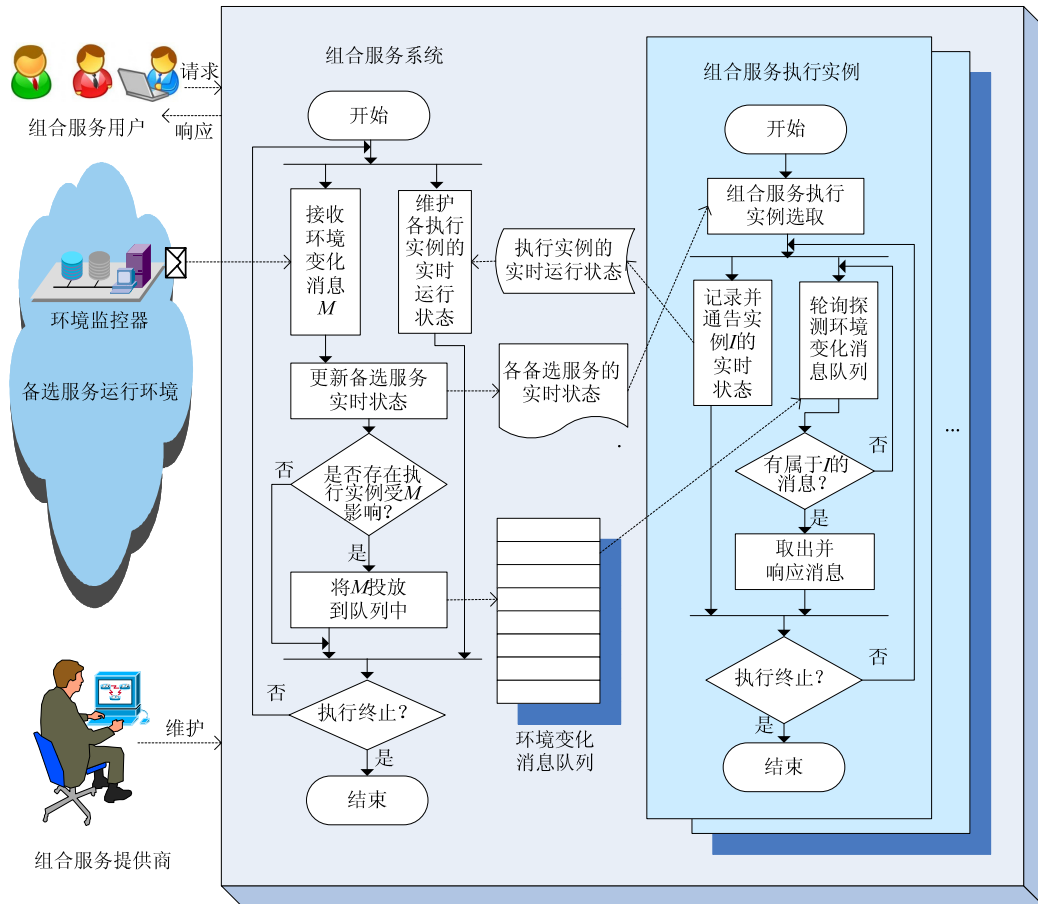 组合服务系统
组合服务执行实例
请求
响应
组合服务用户
环境监控器
备选服务运行环境
维护
组合服务提供商
开始
接收
环境
变化
消息
M
维护
各执行
实例的
实时
运行
状态
更新备选服务
实时状态
是否存在执
行实例受M
影响？
否
是
将M投放
到队列中
执行终止？
否
是
结束
执行实例的
实时运行状态
各备选服务的
实时状态
环境变化
消息队列
开始
组合服务执行
实例选取
记录并
通告实
例I的
实时
状态
轮询探
测环境
变化消
息队列
有属于I的
消息？
否
是
取出并
响应消息
执行终止？
否
是
结束
...